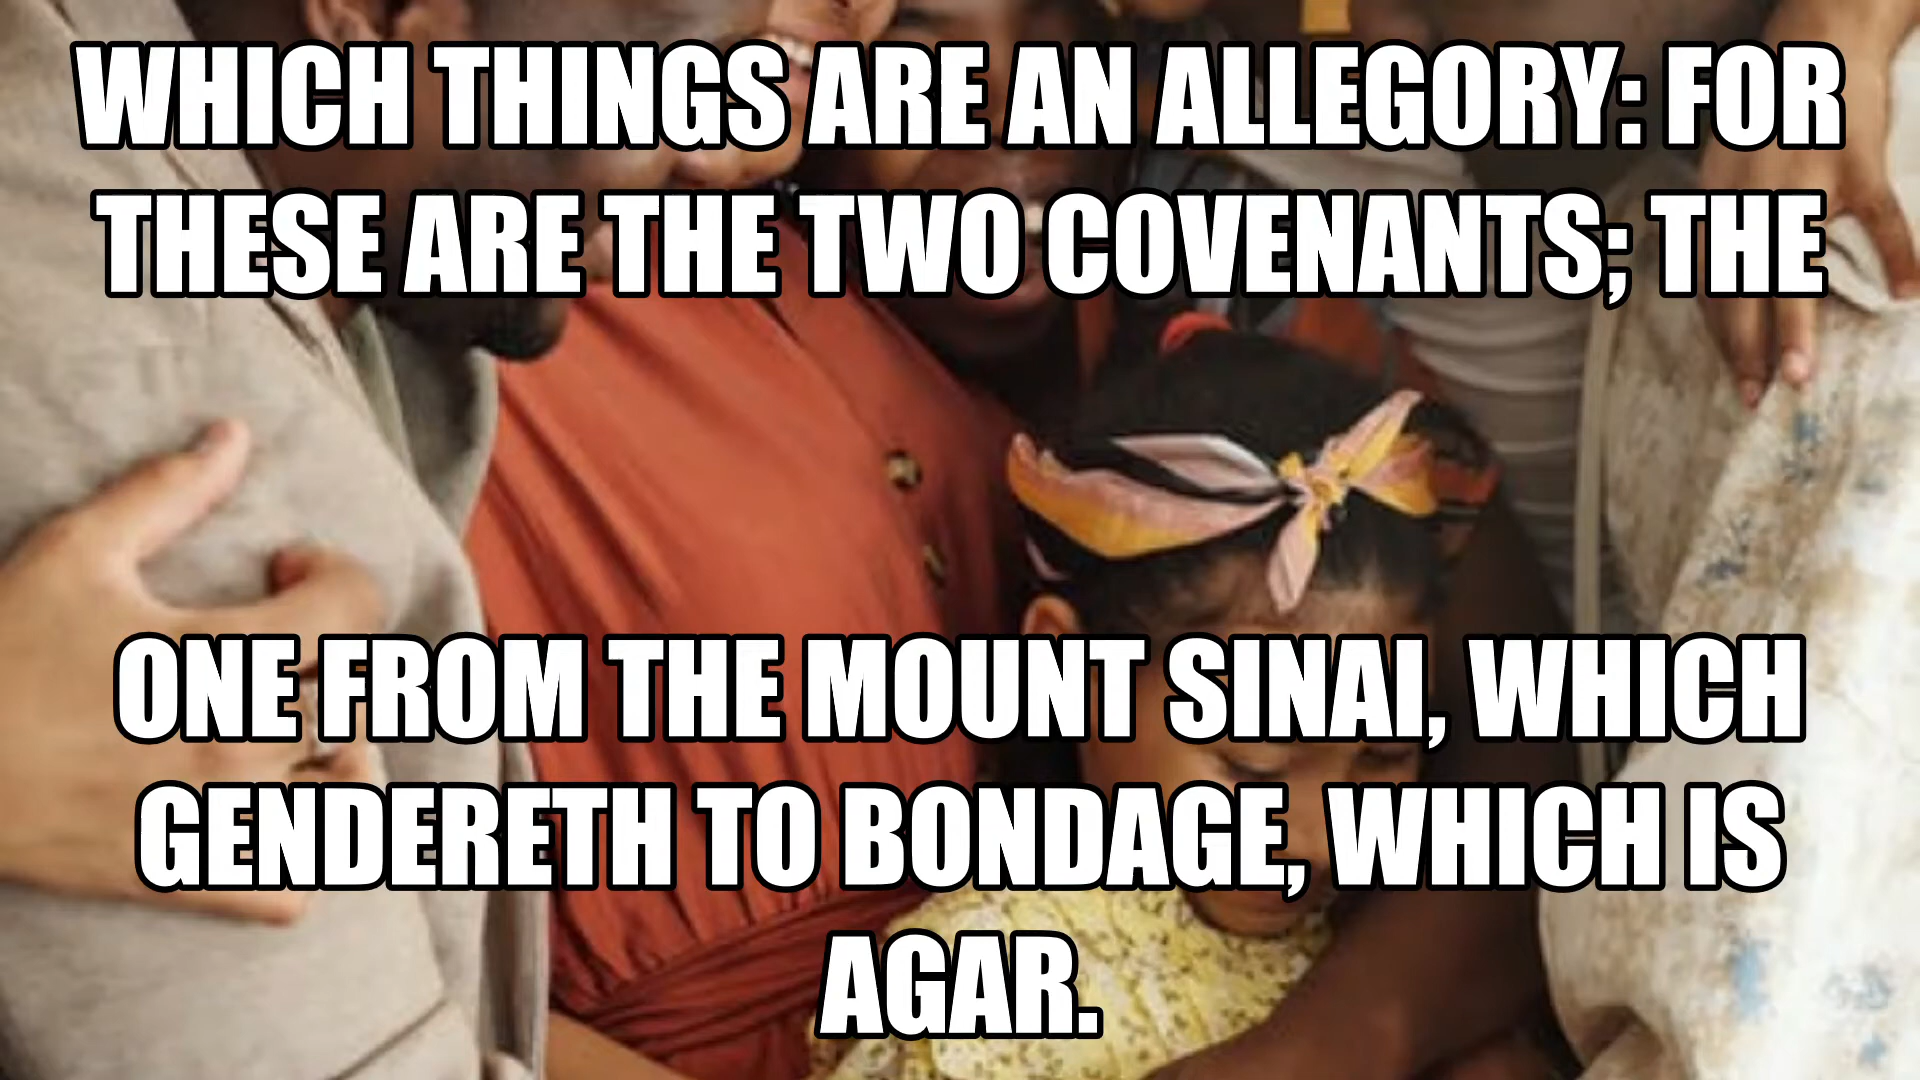 WHICH THINGS ARE AN ALLEGORY: FOR
THESE ARE THE TWO COVENANTS; THE
ONE FROM THE MOUNT SINAI, WHICH
GENDERETH TO BONDAGE, WHICH IS
AGAR.